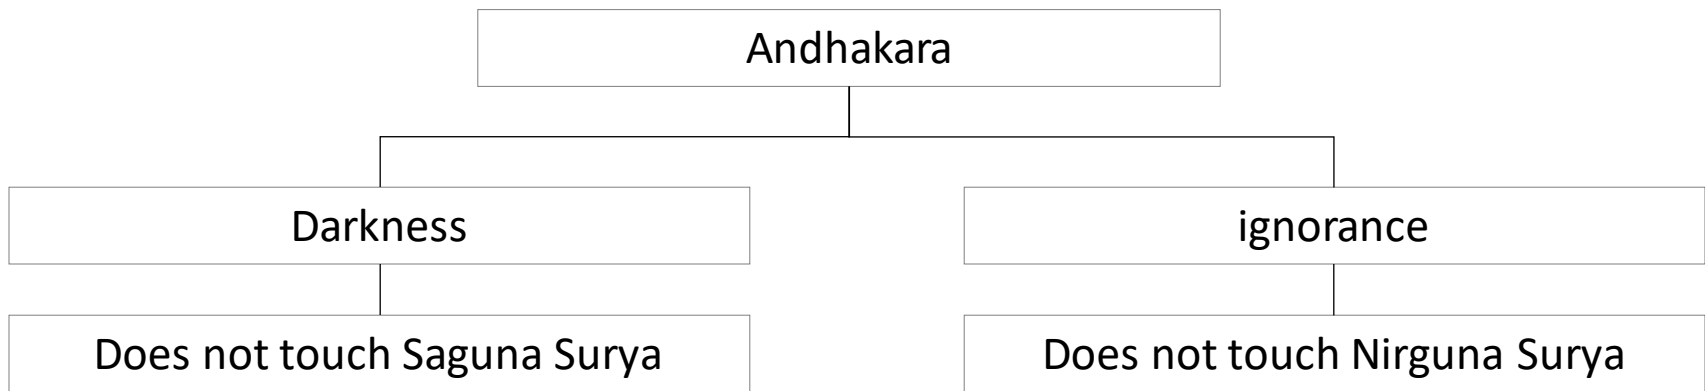 Andhakara
Darkness
ignorance
Does not touch Saguna Surya
Does not touch Nirguna Surya